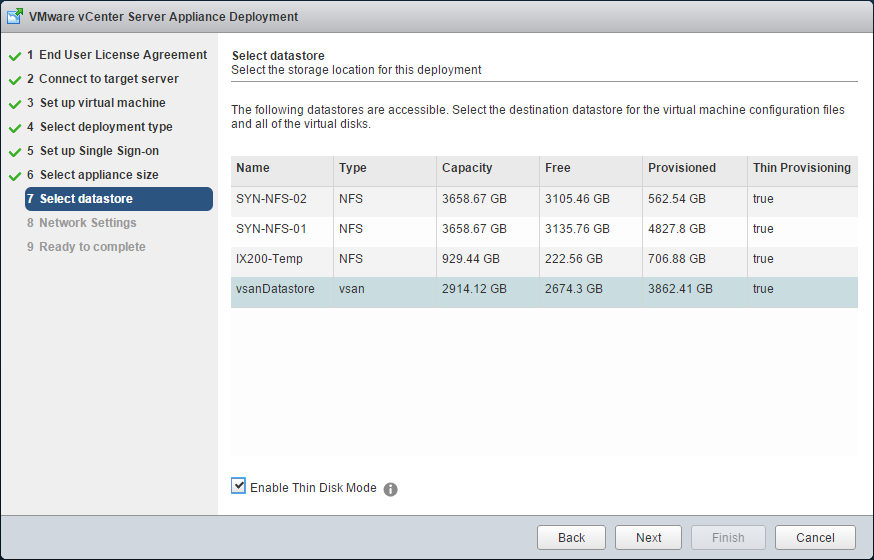 VMware vCenter Server Appliance Deployment
1 End User License Agreement
2 Connect to target server
3 Set up virtual machine
4 Select deployment type
5 Set up Single Sign-on
6 Select appliance size
7 Select datastore
8 Network Settings
9 Ready to complete
Select datastore
Select the storage location for this deployment
The following datastores are accessible. Select the destination datastore for the virtual machine configuration files
and all of the virtual disks.
Name Type Capacity Free Provisioned Thin Provisioning
SYN-NFS-02 NFS 3658.67 GB 3105.46 GB 562.54 GB true
SYN-NFS-01 NFS 3658.67 GB 3135.76 GB 4827.8 GB true
IX200-Temp NFS 929.44 GB 222.56 GB 706.88 GB true
vsanDatastore vsan 2914.12 GB 2674.3 GB 3862.41 GB true
Enable Thin Disk Mode
Back Next Finish Cancel